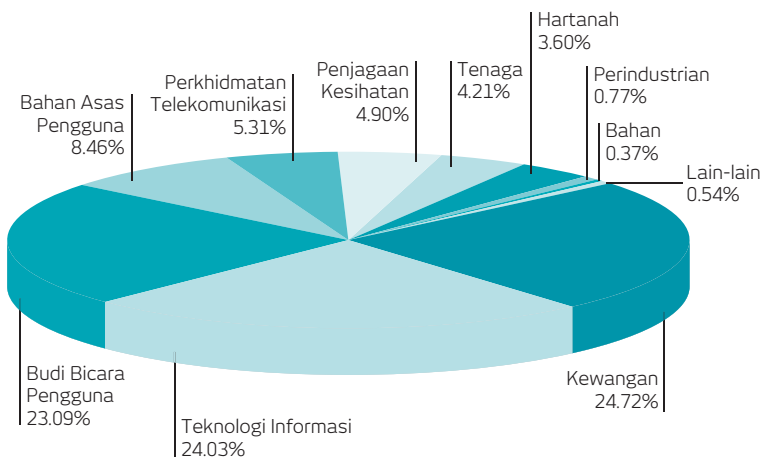 Hartanah
3.60%
Tenaga
4.21%
Penjagaan
Kesihatan
4.90%
Perkhidmatan
Telekomunikasi
5.31%
Bahan Asas
Pengguna
8.46%
Perindustrian
0.77%
Bahan
0.37%
Lain-lain
0.54%
Budi Bicara
Pengguna
23.09%
Teknologi Informasi
24.03%
Kewangan
24.72%